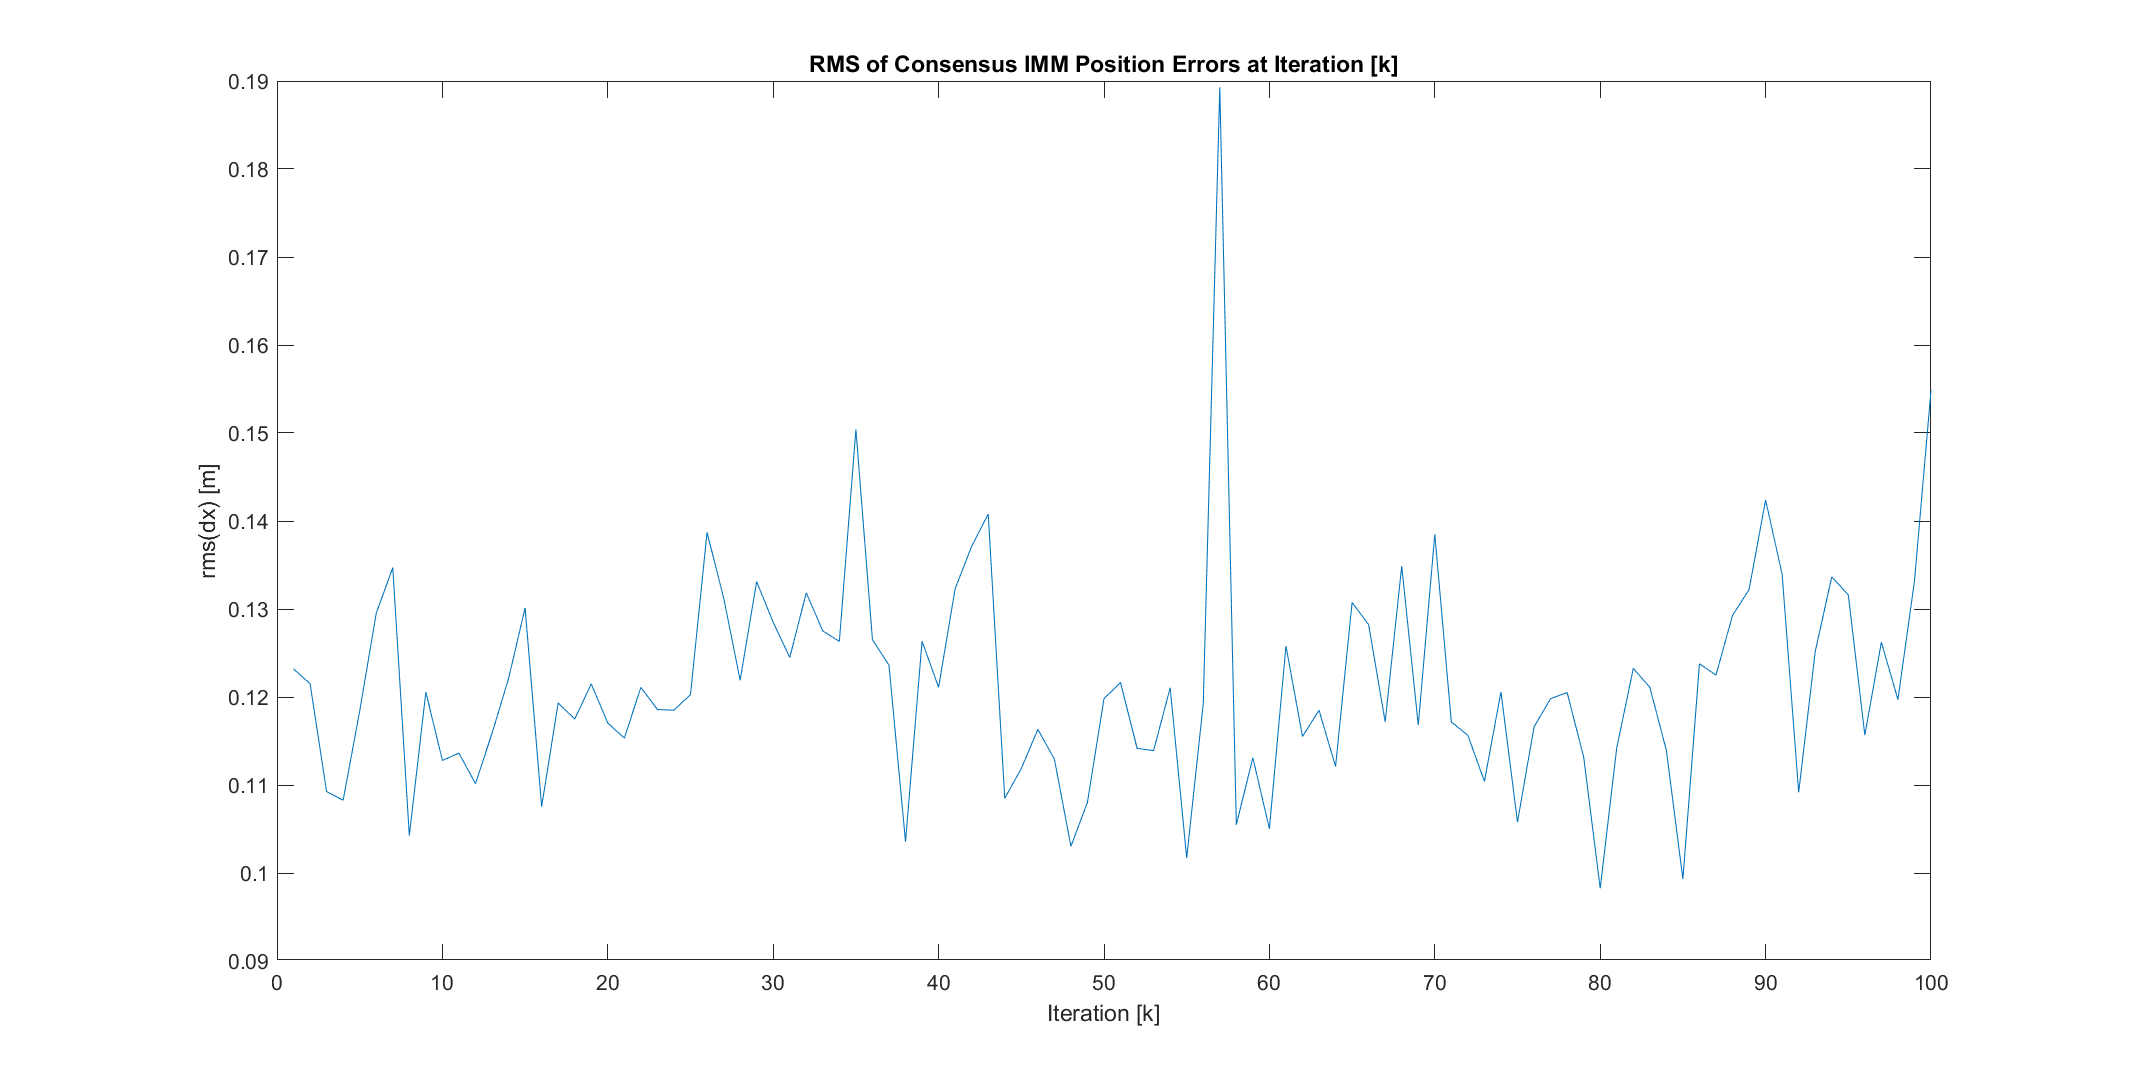 RMS of Consensus IMM Position Errors at Iteration [k]
0.19
0.18
0.17
0.16
0.15
0.14
0.13
0.12
0.11
0.1
0.09
rms(dx) [m]
0 10 20 30 40 50 60 70 80 90 100
Iteration [k]